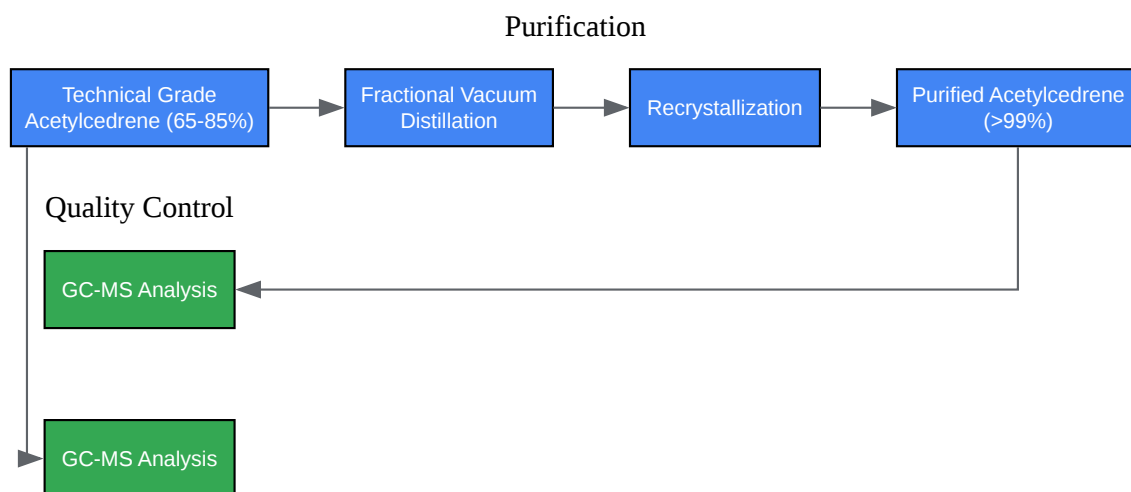 Purification
Technical Grade
Acetylcedrene (65-85%)
Fractional Vacuum
Distillation
Recrystallization
Purified Acetylcedrene
(>99%)
Quality Control
GC-MS Analysis
GC-MS Analysis